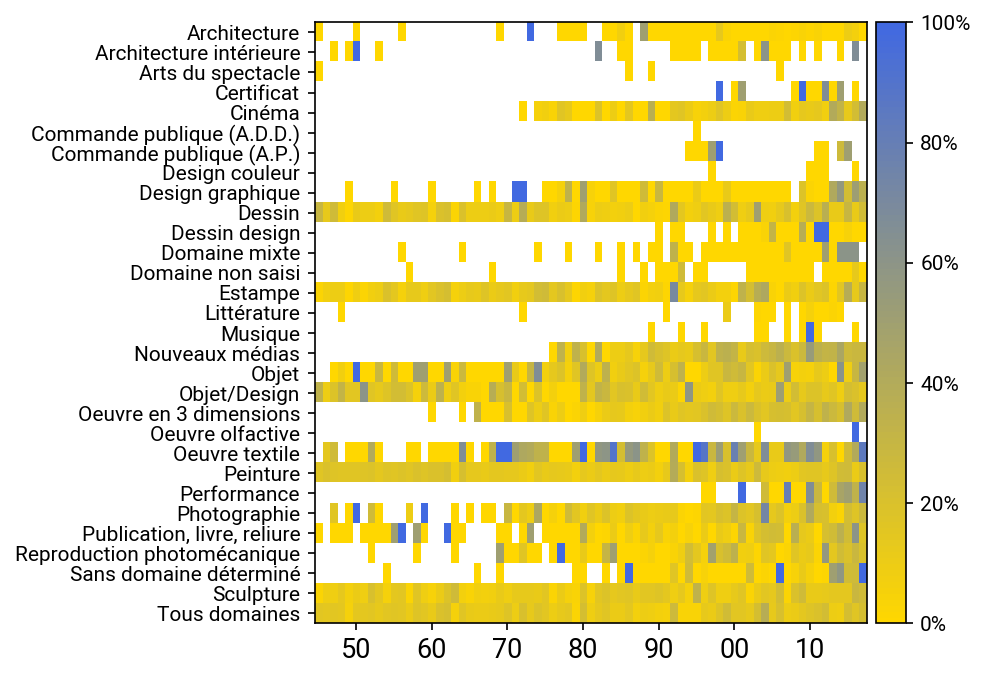 Architecture
Architecture intérieure
Arts du spectacle
Certificat
Cinéma
Commande publique (A.D.D.)
Commande publique (A.P.)
Design couleur
Design graphique
Dessin
Dessin design
Domaine mixte
Domaine non saisi
Estampe
Littérature
Musique
Nouveaux médias
Objet
Objet/Design
Oeuvre en 3 dimensions
Oeuvre olfactive
Oeuvre textile
Peinture
Performance
Photographie
Publication, livre, reliure
Reproduction photomécanique
Sans domaine déterminé
Sculpture
Tous domaines
50 60 70 80 90 00 10
100%
80%
60%
40%
20%
0%